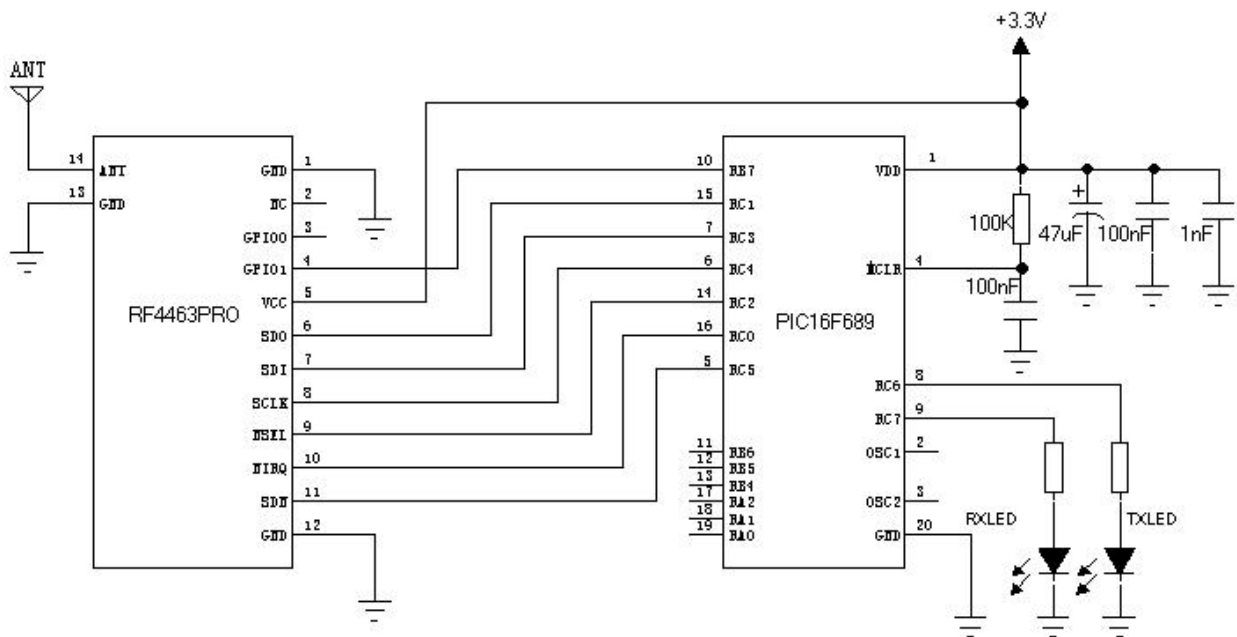 +3.3V
ANT
14 ANT
13 GND
GND 1
NC 2
GPIO0 3
GPIO1 4
VCC 5
SDO 6
SDI 7
SCLK 8
NSEL 9
NIRQ 10
SDN 11
GND 12
RF4463PRO
10 RB7
15 RC1
7 RC3
6 RC4
14 RC2
16 RC0
5 RC5
11 RB6
12 RB5
13 RB4
17 RA2
18 RA1
19 RA0
PIC16F689
VDD 1
MCLR 4
RC6 8
RC7 9
OSC1 2
OSC2 3
GND 20
100K
+
47uF
100nF
1nF
100nF
RXLED
TXLED